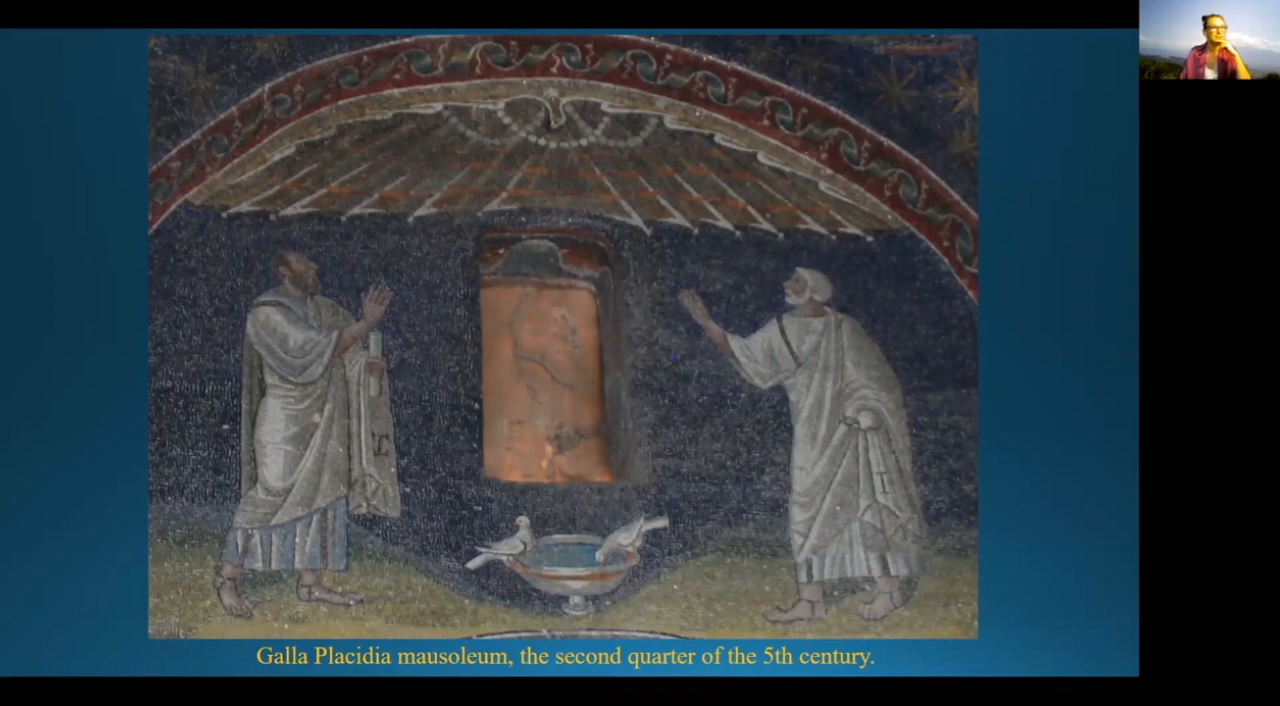 Galla Placidia mausoleum, the second quarter of the 5th century.